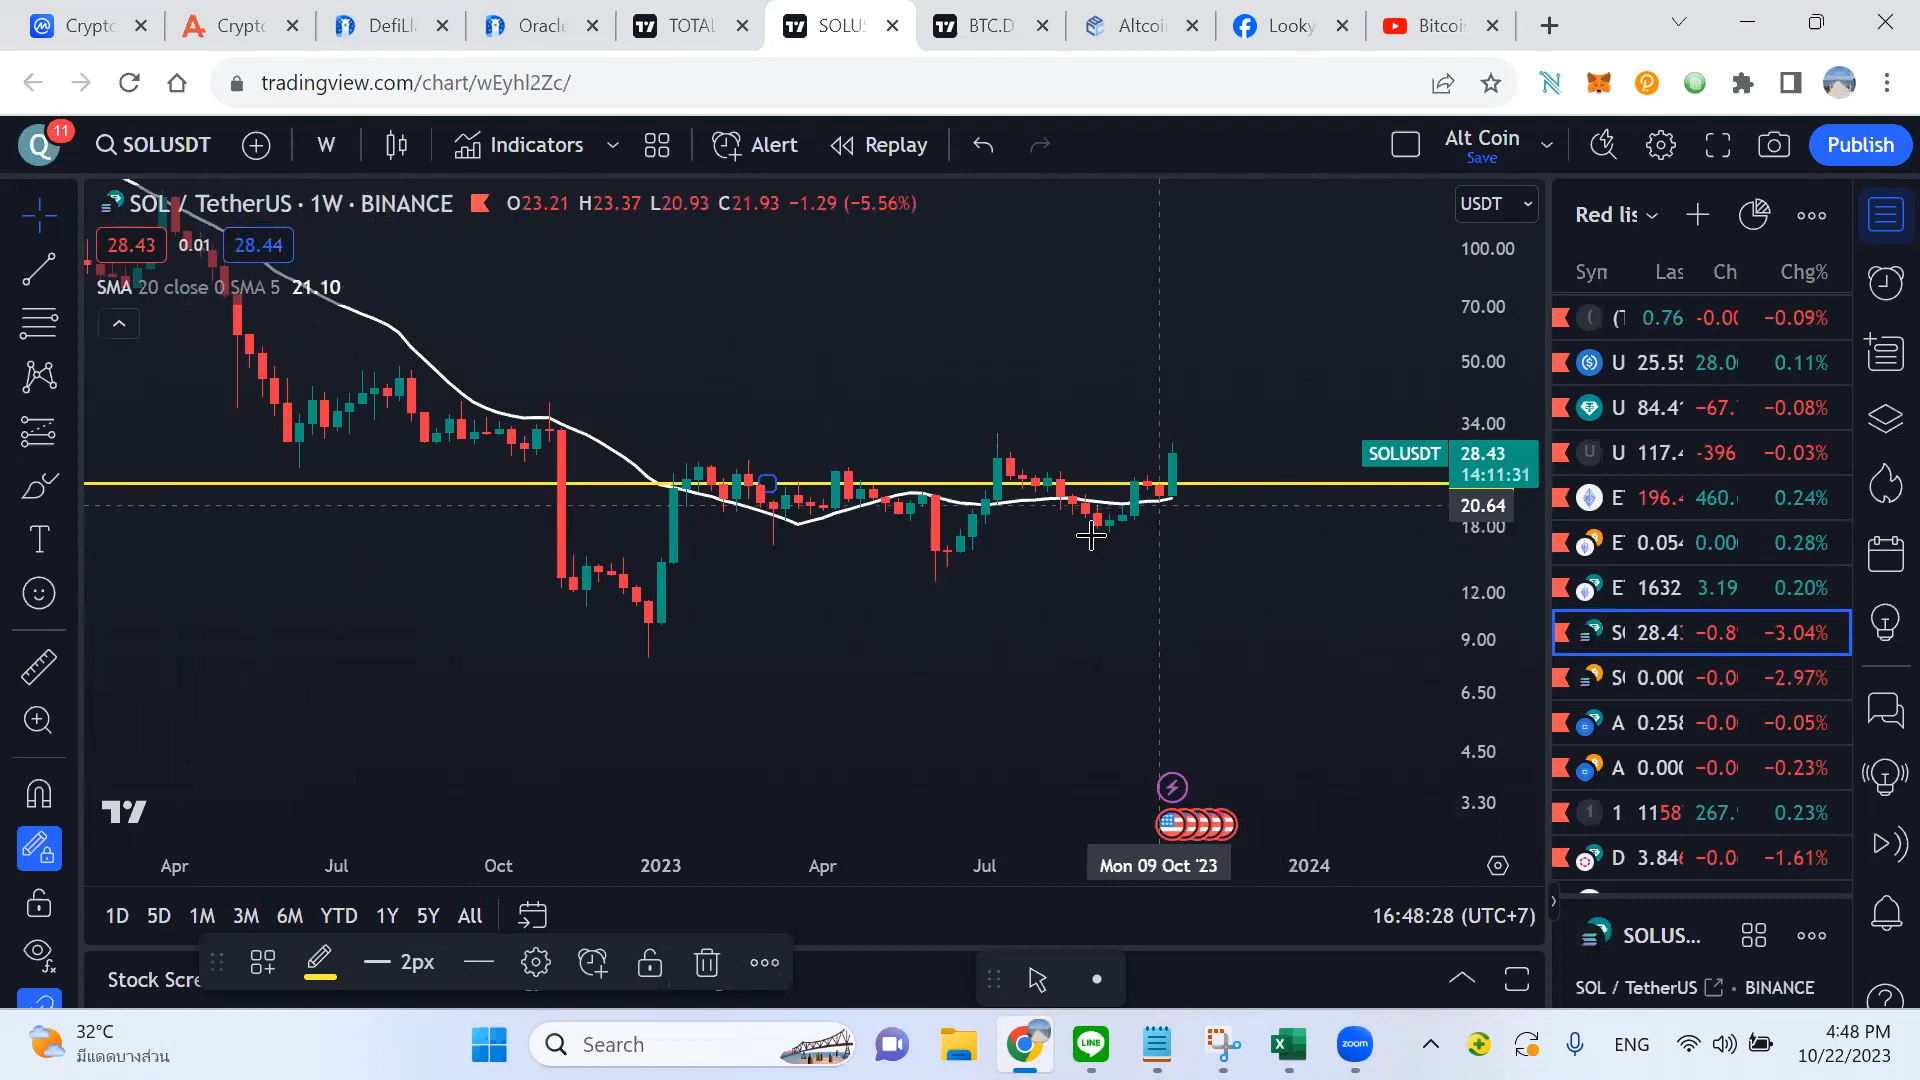 Crypto
Crypto
DefiLl
Oracle
TOTAL
SOLUS
BTC.D
Altcoi
Looky
Bitcoi
tradingview.com/chart/wEyhl2Zc/
Q 11
SOLUSDT
W
Indicators
Alert
Replay
Alt Coin
Save
Publish
SOL / TetherUS · 1W · BINANCE
O23.21 H23.37 L20.93 C21.93 −1.29 (−5.56%)
28.43 0.01 28.44
SMA 20 close 0 SMA 5 21.10
USDT
100.00
70.00
50.00
34.00
SOLUSDT 28.43
14:11:31
20.64
18.00
12.00
9.00
6.50
4.50
3.30
Apr Jul Oct 2023 Apr Jul Mon 09 Oct '23 2024
1D 5D 1M 3M 6M YTD 1Y 5Y All
16:48:28 (UTC+7)
2px
Stock Scre
Red lis
Sym Las Ch Chg%
(T 0.76 -0.00 −0.09%
U 25.55 28.0 0.11%
U 84.41 −67. −0.08%
U 117.4 −396 −0.03%
E 196.4 460. 0.24%
E 0.054 0.00 0.28%
E 1632 3.19 0.20%
S 28.43 −0.8 −3.04%
S 0.000 −0.0 −2.97%
A 0.258 −0.0 −0.05%
A 0.000 −0.0 −0.23%
1 1158 267. 0.23%
D 3.846 −0.0 −1.61%
SOLUS...
SOL / TetherUS · BINANCE
32°C
มีแดดบางส่วน
Search
LINE
zoom
ENG
4:48 PM
10/22/2023